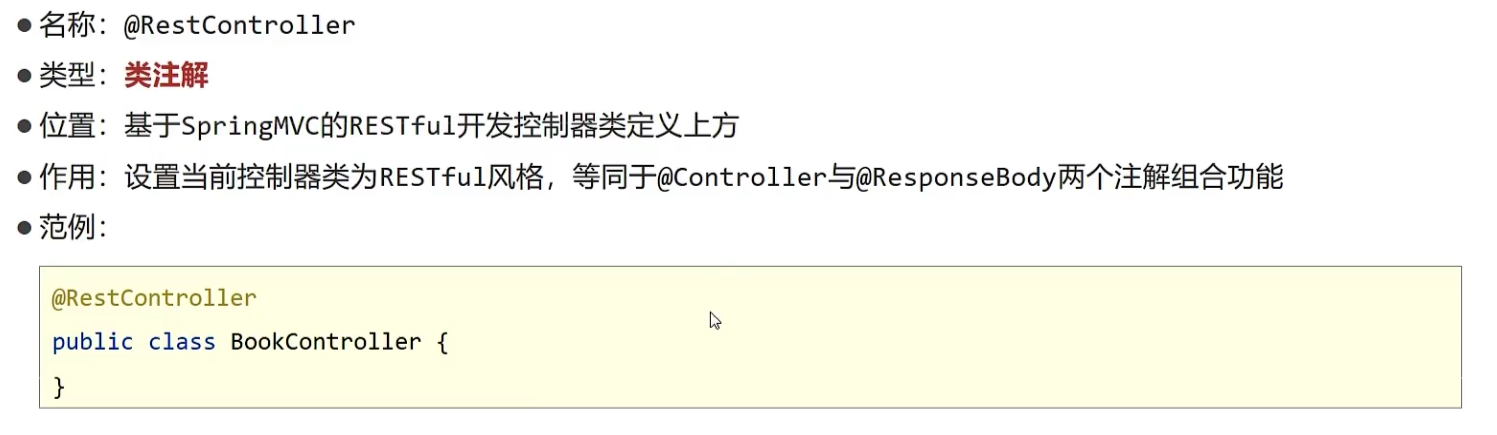 ● 名称：@RestController
● 类型：类注解
● 位置：基于SpringMVC的RESTful开发控制器类定义上方
● 作用：设置当前控制器类为RESTful风格，等同于@Controller与@ResponseBody两个注解组合功能
● 范例：
@RestController
public class BookController {
}